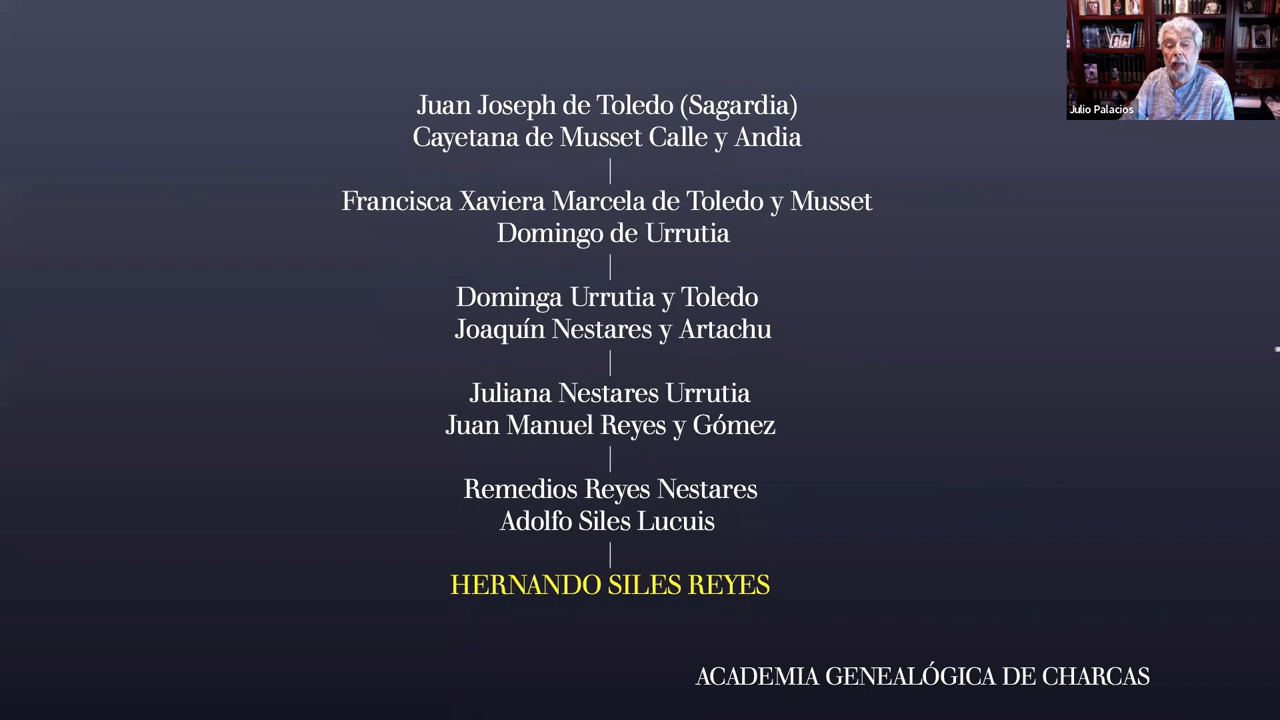 Julio Palacios
Juan Joseph de Toledo (Sagardia)
Cayetana de Musset Calle y Andia
Francisca Xaviera Marcela de Toledo y Musset
Domingo de Urrutia
Dominga Urrutia y Toledo
Joaquín Nestares y Artachu
Juliana Nestares Urrutia
Juan Manuel Reyes y Gómez
Remedios Reyes Nestares
Adolfo Siles Lucuis
HERNANDO SILES REYES
ACADEMIA GENEALÓGICA DE CHARCAS